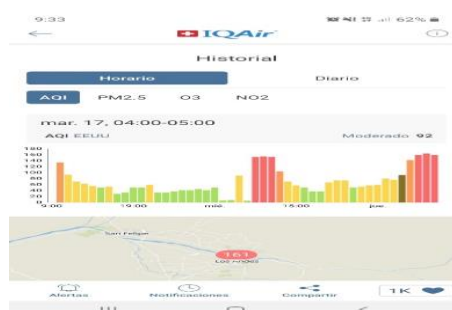 9:33 62%
IQAir
Historial
Horario Diario
AQI PM2.5 O3 NO2
mar. 17, 04:00-05:00
AQI EEUU Moderado 92
180
160
140
120
100
80
60
40
20
0
9:00 19:00 mié. 15:00 jue.
San Felipe
161
Los Andes
Alertas Notificaciones Compartir 1K